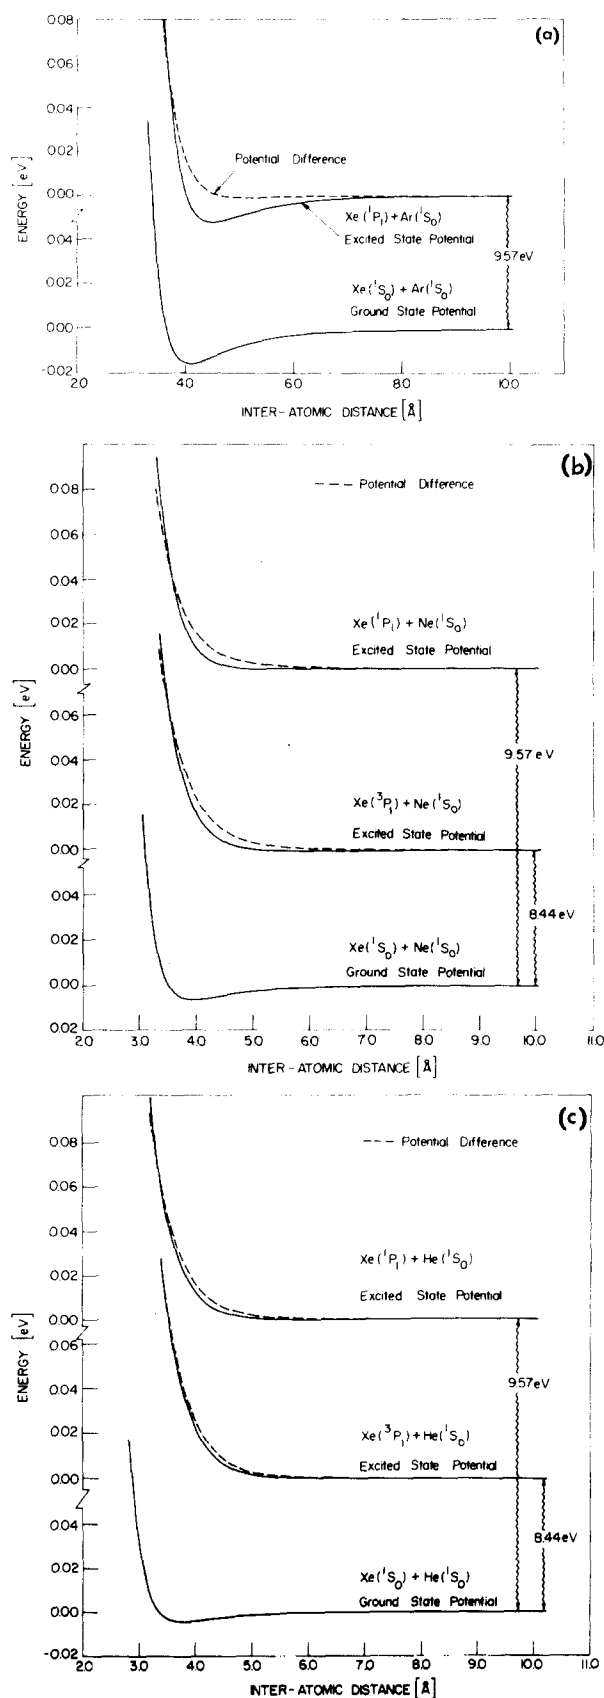 (a)
0.08
0.04
0.02
0.00
0.04
0.02
0.00
-0.02
ENERGY [eV]
Potential Difference
Xe(¹P₁)+Ar(¹S₀)
Excited State Potential
9.57eV
Xe(¹S₀)+Ar(¹S₀)
Ground State Potential
2.0 4.0 6.0 8.0 10.0
INTER-ATOMIC DISTANCE [Å]
(b)
0.08
0.06
0.04
0.02
0.00
0.06
0.04
0.02
0.00
0.04
0.02
0.00
0.02
ENERGY [eV]
--- Potential Difference
Xe(¹P₁)+Ne(¹S₀)
Excited State Potential
9.57eV
Xe(³P₁)+Ne(¹S₀)
Excited State Potential
8.44eV
Xe(¹S₀)+Ne(¹S₀)
Ground State Potential
2.0 3.0 4.0 5.0 6.0 7.0 8.0 9.0 10.0 11.0
INTER-ATOMIC DISTANCE [Å]
(c)
0.08
0.06
0.04
0.02
0.00
0.06
0.04
0.02
0.00
0.04
0.02
0.00
-0.02
ENERGY [eV]
--- Potential Difference
Xe(¹P₁)+He(¹S₀)
Excited State Potential
9.57eV
Xe(³P₁)+He(¹S₀)
Excited State Potential
8.44eV
Xe(¹S₀)+He(¹S₀)
Ground State Potential
2.0 3.0 4.0 5.0 6.0 7.0 8.0 9.0 10.0 11.0
INTER-ATOMIC DISTANCE [Å]